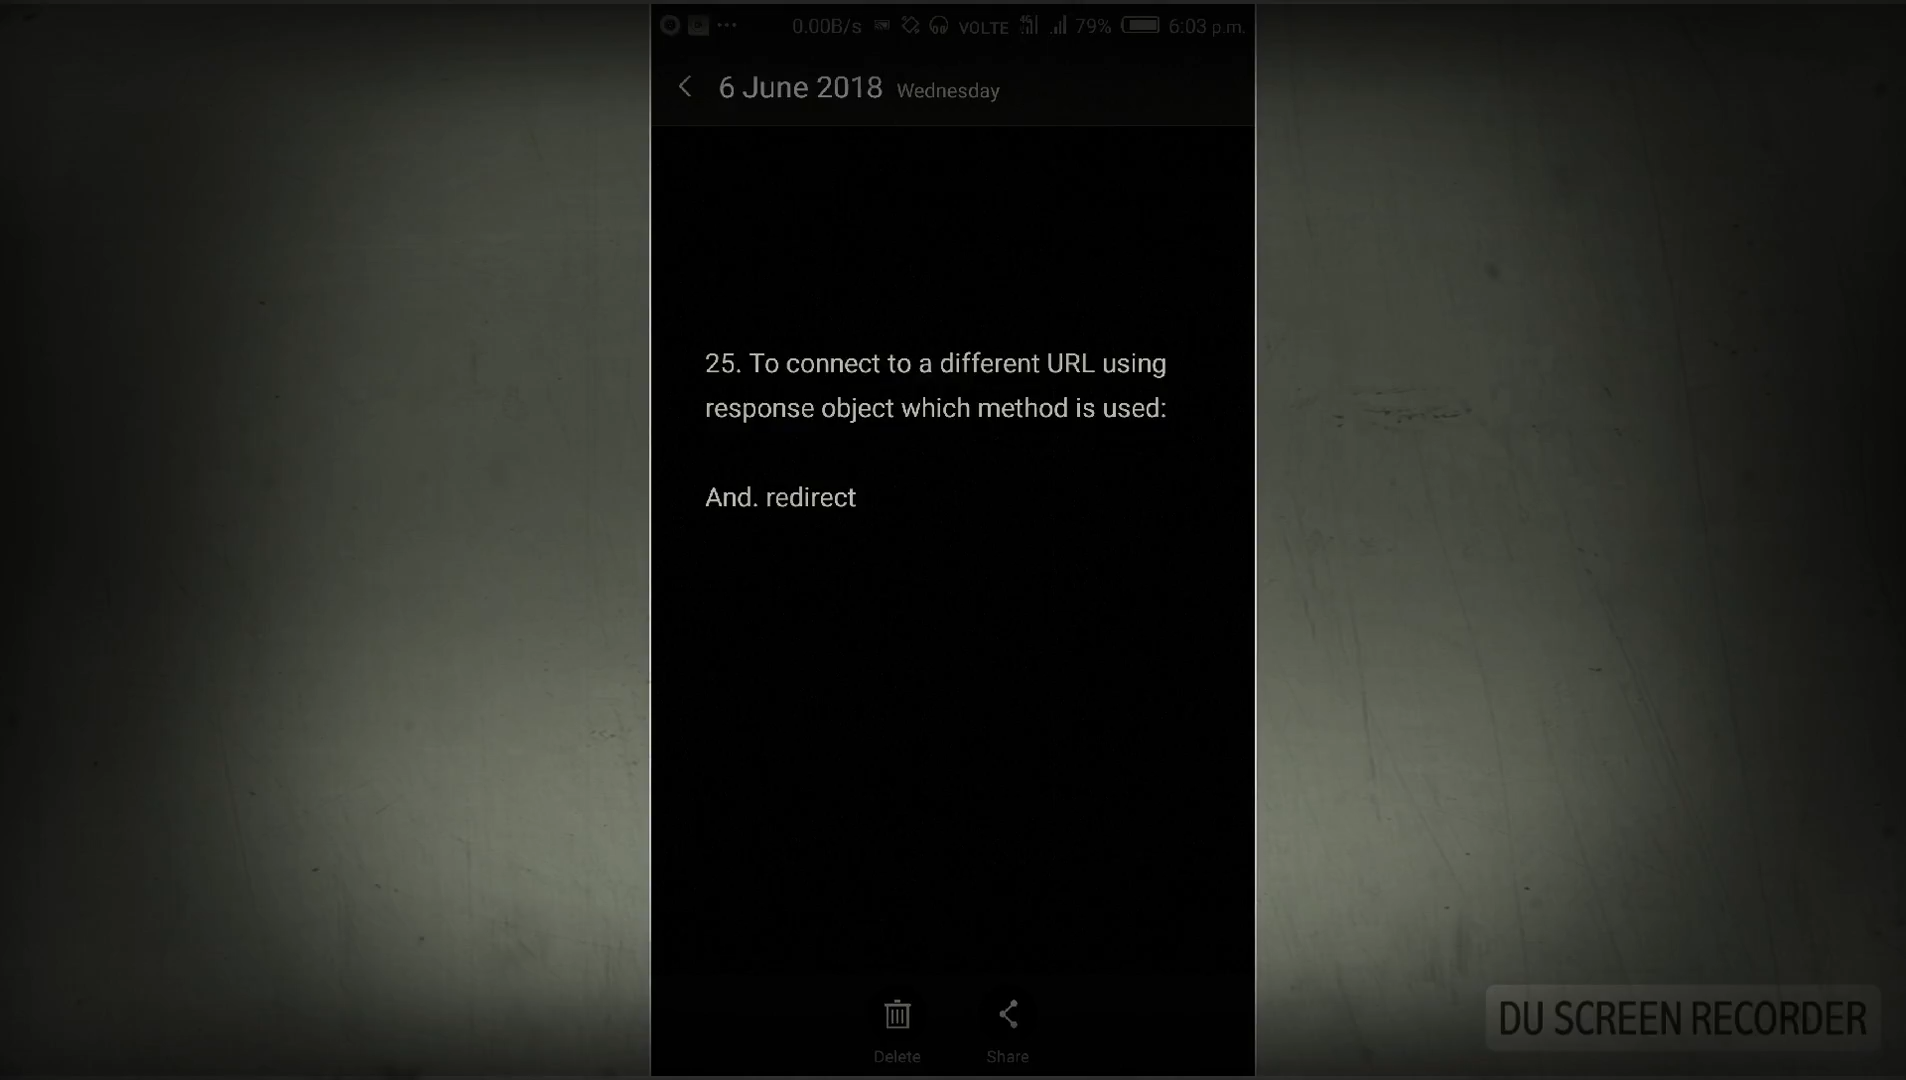 0.00B/s VOLTE 4G 79% 6:03 p.m.
6 June 2018 Wednesday
25. To connect to a different URL using
response object which method is used:
And. redirect
Delete Share
DU SCREEN RECORDER